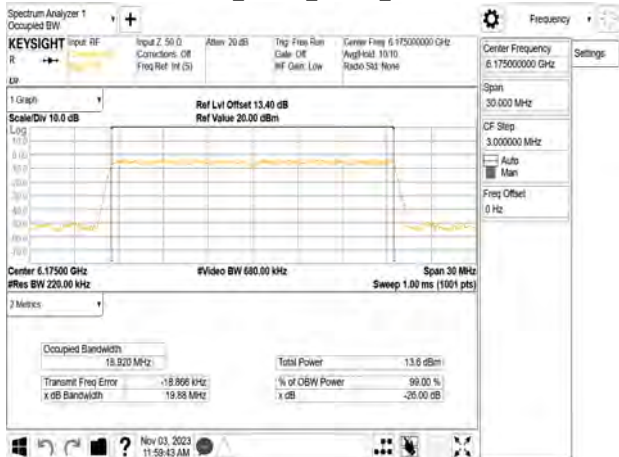 Spectrum Analyzer 1
Occupied BW
Frequency
KEYSIGHT
Input: RF
Input Z: 50 Ω
Corrections: Off
Freq Ref: Int (S)
Atten: 20 dB
Trig: Free Run
Gate: Off
#IF Gain: Low
Center Freq: 6.175000000 GHz
Avg|Hold: 10/10
Radio Std: None
R
Center Frequency
6.175000000 GHz
Settings
Span
30.000 MHz
CF Step
3.000000 MHz
Auto
Man
Freq Offset
0 Hz
1 Graph
Scale/Div 10.0 dB
Ref Lvl Offset 13.40 dB
Ref Value 20.00 dBm
Log
Center 6.17500 GHz
#Res BW 220.00 kHz
#Video BW 680.00 kHz
Span 30 MHz
Sweep 1.00 ms (1001 pts)
2 Metrics
Occupied Bandwidth
18.920 MHz
Total Power 13.6 dBm
Transmit Freq Error -18.866 kHz
% of OBW Power 99.00 %
x dB Bandwidth 19.88 MHz
x dB -26.00 dB
?
Nov 03, 2023
11:59:43 AM